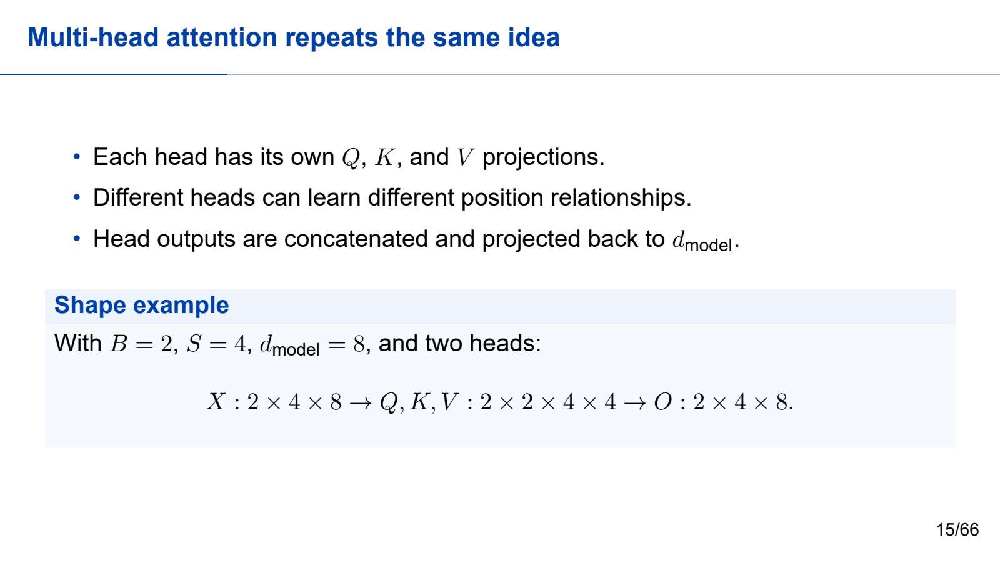 Multi-head attention repeats the same idea
• Each head has its own Q, K, and V projections.
• Different heads can learn different position relationships.
• Head outputs are concatenated and projected back to d_model.
Shape example
With B = 2, S = 4, d_model = 8, and two heads:
X : 2 × 4 × 8 → Q, K, V : 2 × 2 × 4 × 4 → O : 2 × 4 × 8.
15/66